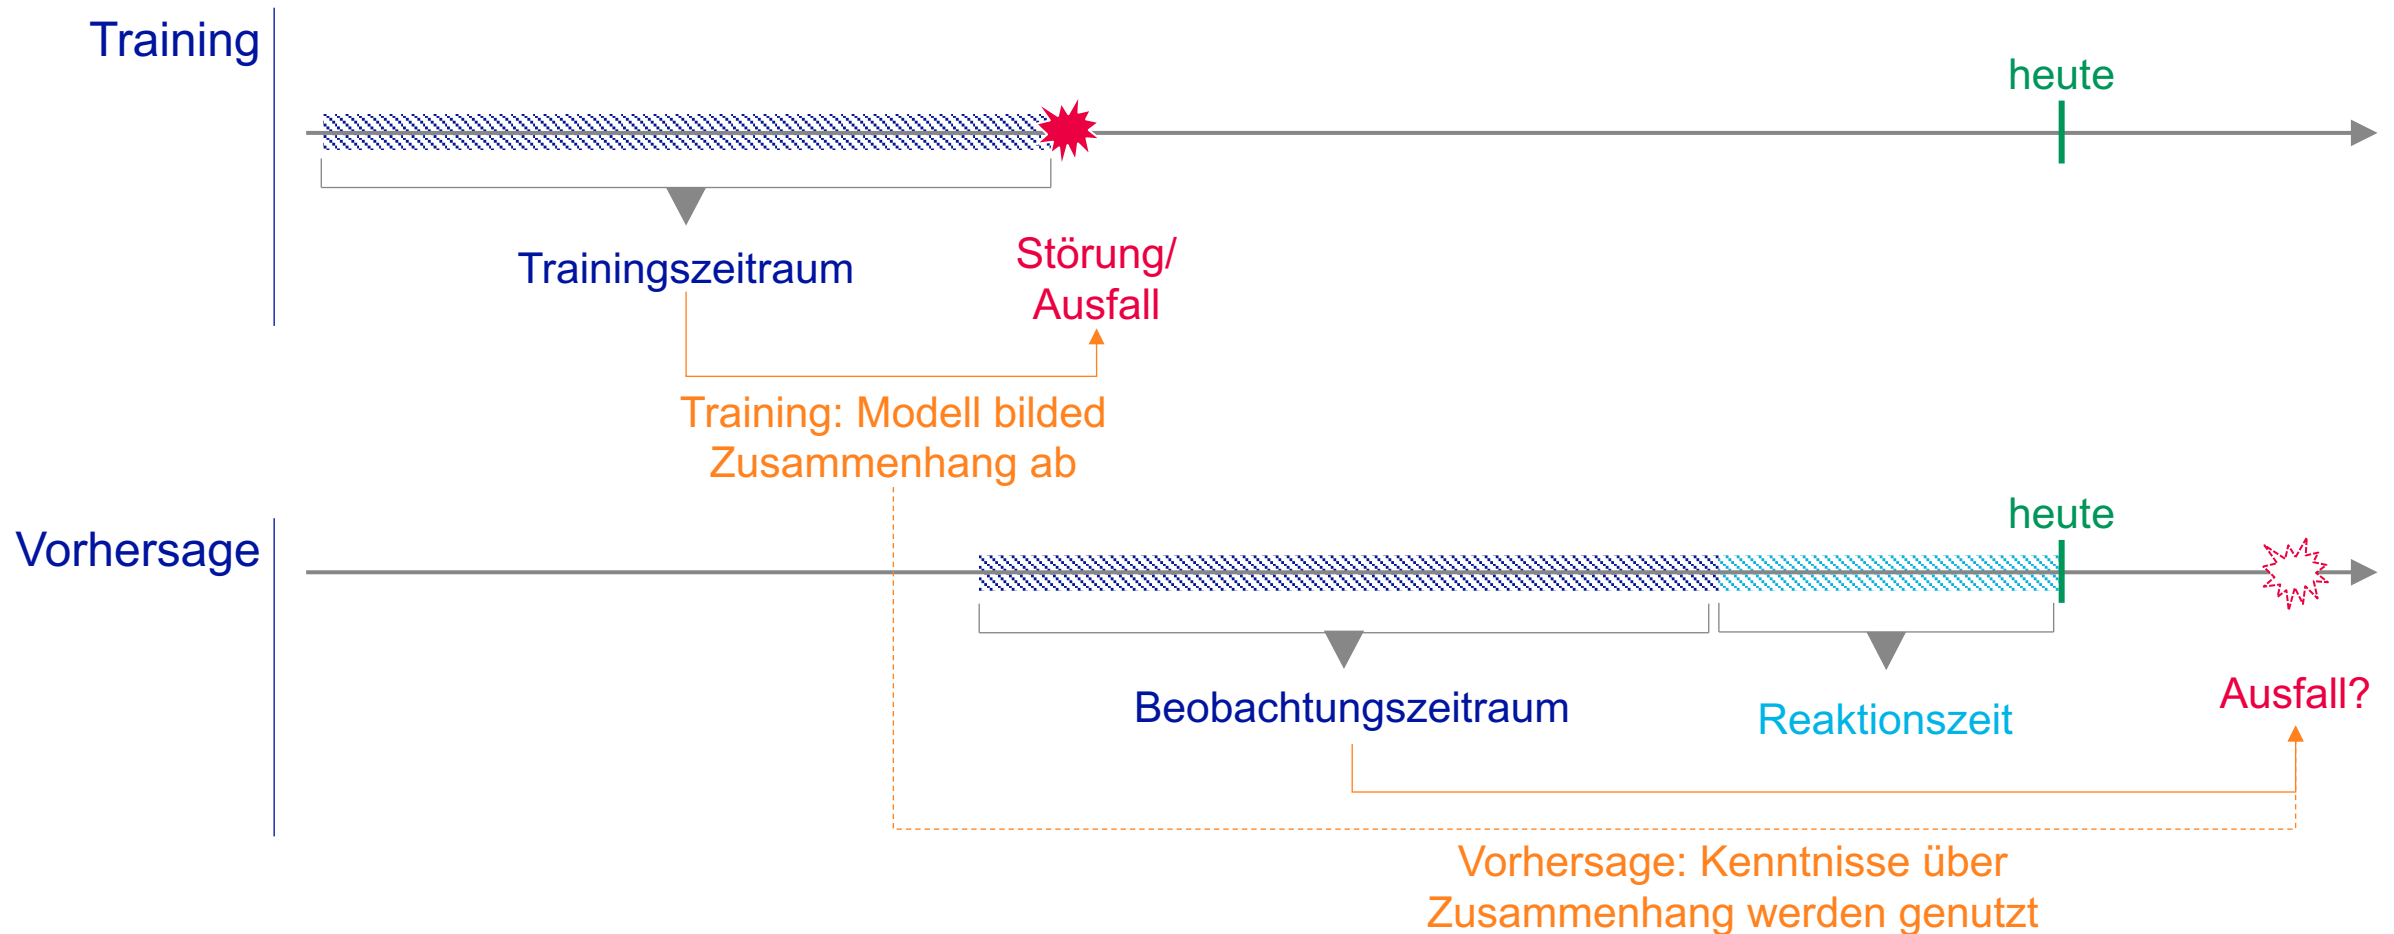 Training
heute
Trainingszeitraum
Störung/
Ausfall
Training: Modell bilded
Zusammenhang ab
heute
Vorhersage
Beobachtungszeitraum
Reaktionszeit
Ausfall?
Vorhersage: Kenntnisse über
Zusammenhang werden genutzt